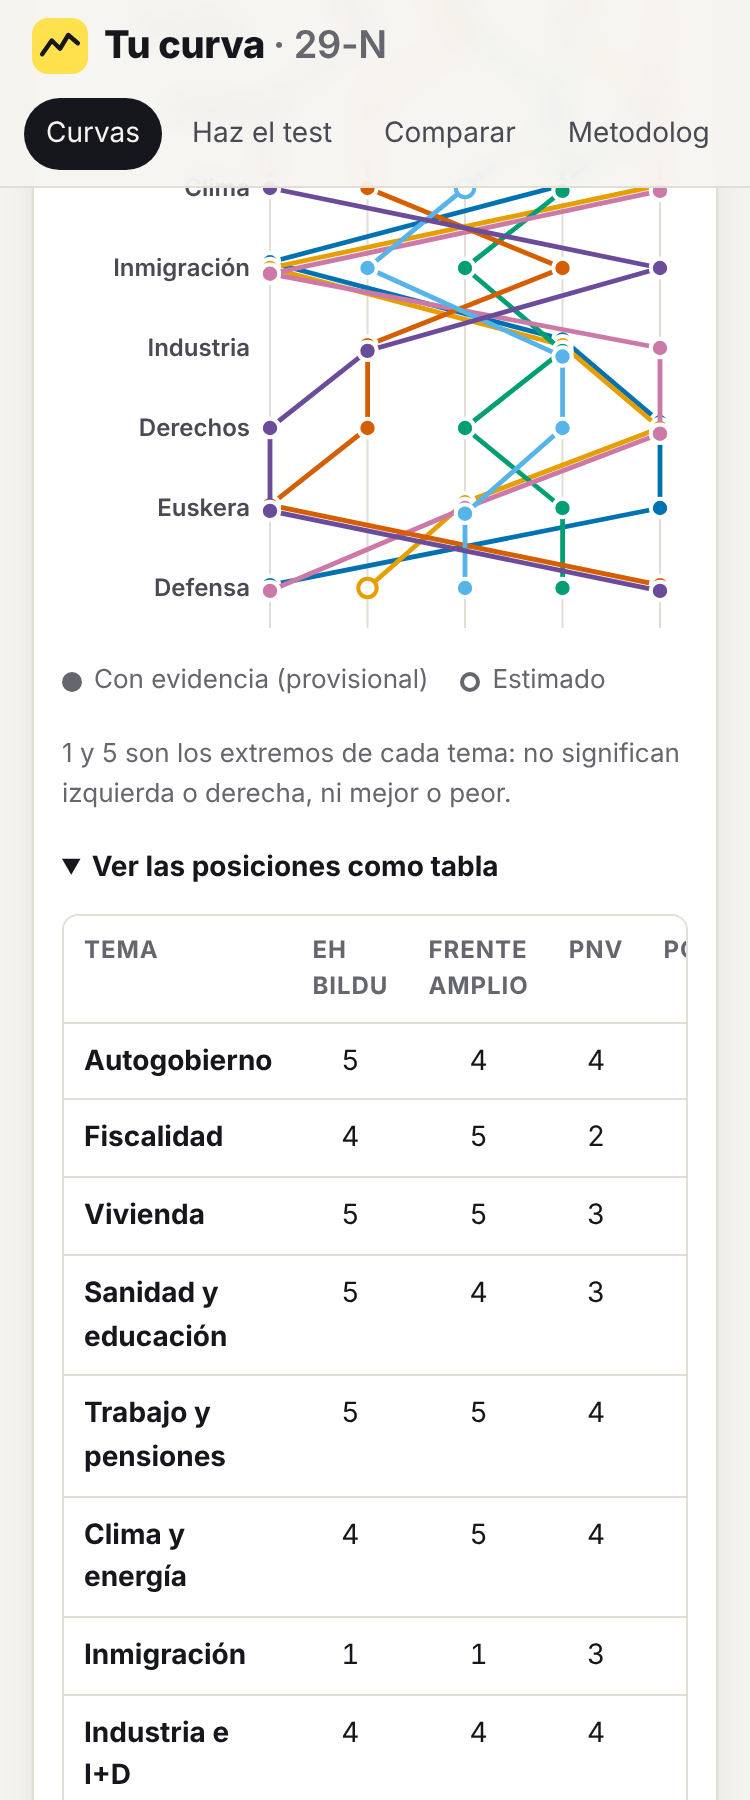 Tu curva · 29-N
Curvas Haz el test Comparar Metodolog
Clima
Inmigración
Industria
Derechos
Euskera
Defensa
Con evidencia (provisional) Estimado
1 y 5 son los extremos de cada tema: no significan
izquierda o derecha, ni mejor o peor.
▼ Ver las posiciones como tabla
TEMA EH BILDU FRENTE AMPLIO PNV
Autogobierno 5 4 4
Fiscalidad 4 5 2
Vivienda 5 5 3
Sanidad y educación 5 4 3
Trabajo y pensiones 5 5 4
Clima y energía 4 5 4
Inmigración 1 1 3
Industria e I+D 4 4 4